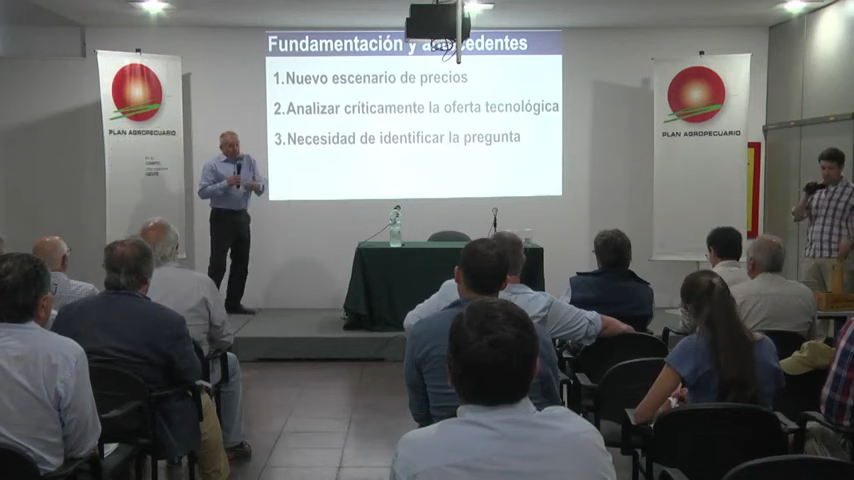 Fundamentación y antecedentes
1.Nuevo escenario de precios
2.Analizar críticamente la oferta tecnológica
3.Necesidad de identificar la pregunta
PLAN AGROPECUARIO
PLAN AGROPECUARIO